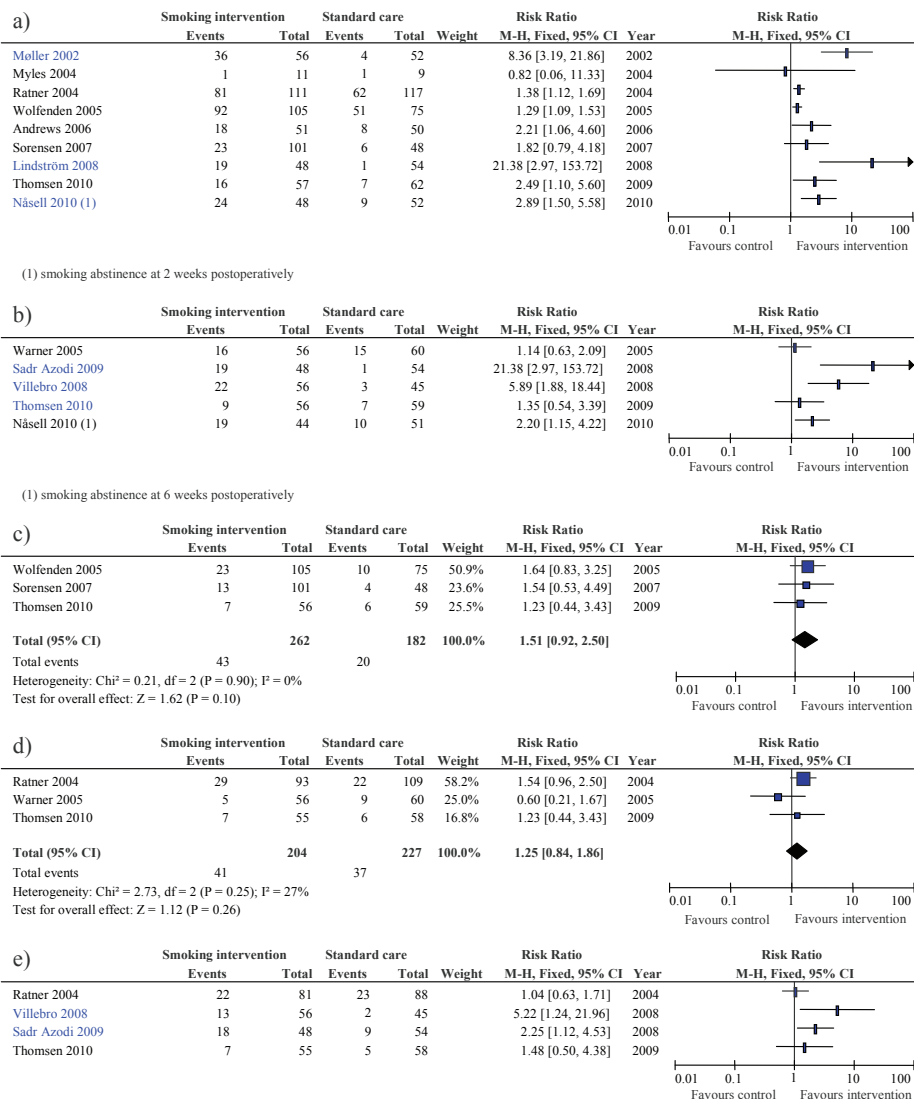 a)
Smoking intervention Standard care Risk Ratio Risk Ratio
Events Total Events Total Weight M-H, Fixed, 95% CI Year M-H, Fixed, 95% CI
Møller 2002 36 56 4 52 8.36 [3.19, 21.86] 2002
Myles 2004 1 11 1 9 0.82 [0.06, 11.33] 2004
Ratner 2004 81 111 62 117 1.38 [1.12, 1.69] 2004
Wolfenden 2005 92 105 51 75 1.29 [1.09, 1.53] 2005
Andrews 2006 18 51 8 50 2.21 [1.06, 4.60] 2006
Sorensen 2007 23 101 6 48 1.82 [0.79, 4.18] 2007
Lindström 2008 19 48 1 54 21.38 [2.97, 153.72] 2008
Thomsen 2010 16 57 7 62 2.49 [1.10, 5.60] 2009
Nåsell 2010 (1) 24 48 9 52 2.89 [1.50, 5.58] 2010
0.01 0.1 1 10 100
Favours control Favours intervention
(1) smoking abstinence at 2 weeks postoperatively
b)
Smoking intervention Standard care Risk Ratio Risk Ratio
Events Total Events Total Weight M-H, Fixed, 95% CI Year M-H, Fixed, 95% CI
Warner 2005 16 56 15 60 1.14 [0.63, 2.09] 2005
Sadr Azodi 2009 19 48 1 54 21.38 [2.97, 153.72] 2008
Villebro 2008 22 56 3 45 5.89 [1.88, 18.44] 2008
Thomsen 2010 9 56 7 59 1.35 [0.54, 3.39] 2009
Nåsell 2010 (1) 19 44 10 51 2.20 [1.15, 4.22] 2010
0.01 0.1 1 10 100
Favours control Favours intervention
(1) smoking abstinence at 6 weeks postoperatively
c)
Smoking intervention Standard care Risk Ratio Risk Ratio
Events Total Events Total Weight M-H, Fixed, 95% CI Year M-H, Fixed, 95% CI
Wolfenden 2005 23 105 10 75 50.9% 1.64 [0.83, 3.25] 2005
Sorensen 2007 13 101 4 48 23.6% 1.54 [0.53, 4.49] 2007
Thomsen 2010 7 56 6 59 25.5% 1.23 [0.44, 3.43] 2009
Total (95% CI) 262 182 100.0% 1.51 [0.92, 2.50]
Total events 43 20
Heterogeneity: Chi² = 0.21, df = 2 (P = 0.90); I² = 0%
Test for overall effect: Z = 1.62 (P = 0.10)
0.01 0.1 1 10 100
Favours control Favours intervention
d)
Smoking intervention Standard care Risk Ratio Risk Ratio
Events Total Events Total Weight M-H, Fixed, 95% CI Year M-H, Fixed, 95% CI
Ratner 2004 29 93 22 109 58.2% 1.54 [0.96, 2.50] 2004
Warner 2005 5 56 9 60 25.0% 0.60 [0.21, 1.67] 2005
Thomsen 2010 7 55 6 58 16.8% 1.23 [0.44, 3.43] 2009
Total (95% CI) 204 227 100.0% 1.25 [0.84, 1.86]
Total events 41 37
Heterogeneity: Chi² = 2.73, df = 2 (P = 0.25); I² = 27%
Test for overall effect: Z = 1.12 (P = 0.26)
0.01 0.1 1 10 100
Favours control Favours intervention
e)
Smoking intervention Standard care Risk Ratio Risk Ratio
Events Total Events Total Weight M-H, Fixed, 95% CI Year M-H, Fixed, 95% CI
Ratner 2004 22 81 23 88 1.04 [0.63, 1.71] 2004
Villebro 2008 13 56 2 45 5.22 [1.24, 21.96] 2008
Sadr Azodi 2009 18 48 9 54 2.25 [1.12, 4.53] 2008
Thomsen 2010 7 55 5 58 1.48 [0.50, 4.38] 2009
0.01 0.1 1 10 100
Favours control Favours intervention